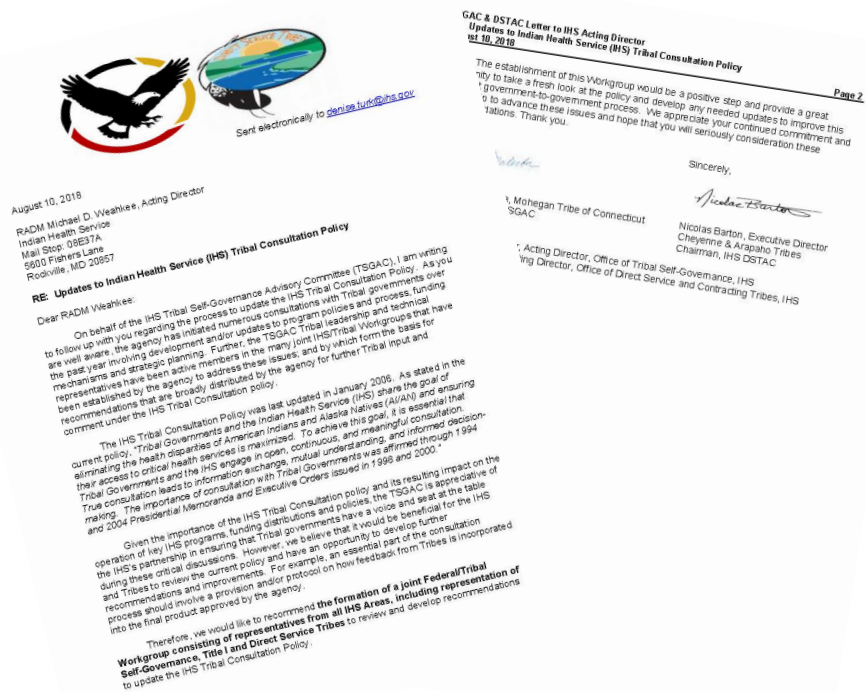 Sent electronically to denise.turk@ihs.gov
August 10, 2018
RADM Michael D. Weahkee, Acting Director
Indian Health Service
Mail Stop: 08E37A
5600 Fishers Lane
Rockville, MD 20857
RE: Updates to Indian Health Service (IHS) Tribal Consultation Policy
Dear RADM Weahkee:
On behalf of the IHS Tribal Self-Governance Advisory Committee (TSGAC), I am writing
to follow up with you regarding the process to update the IHS Tribal Consultation Policy. As you
are well aware, the agency has initiated numerous consultations with Tribal governments over
the past year involving development and/or updates to program policies and process, funding
mechanisms and strategic planning. Further, the TSGAC Tribal leadership and technical
representatives have been active members in the many joint IHS/Tribal Workgroups that have
been established by the agency to address these issues, and by which form the basis for
recommendations that are broadly distributed by the agency for further Tribal input and
comment under the IHS Tribal Consultation policy.
The IHS Tribal Consultation Policy was last updated in January 2006. As stated in the
current policy, "Tribal Governments and the Indian Health Service (IHS) share the goal of
eliminating the health disparities of American Indians and Alaska Natives (AI/AN) and ensuring
their access to critical health services is maximized. To achieve this goal, it is essential that
Tribal Governments and the IHS engage in open, continuous, and meaningful consultation.
True consultation leads to information exchange, mutual understanding, and informed decision-
making. The importance of consultation with Tribal Governments was affirmed through 1994
and 2004 Presidential Memoranda and Executive Orders issued in 1998 and 2000."
Given the importance of the IHS Tribal Consultation policy and its resulting impact on the
operation of key IHS programs, funding distributions and policies, the TSGAC is appreciative of
the IHS's partnership in ensuring that Tribal governments have a voice and seat at the table
during these critical discussions. However, we believe that it would be beneficial for the IHS
and Tribes to review the current policy and have an opportunity to develop further
recommendations and improvements. For example, an essential part of the consultation
process should involve a provision and/or protocol on how feedback from Tribes is incorporated
into the final product approved by the agency.
Therefore, we would like to recommend the formation of a joint Federal/Tribal
Workgroup consisting of representatives from all IHS Areas, including representation of
Self-Governance, Title I and Direct Service Tribes to review and develop recommendations
to update the IHS Tribal Consultation Policy.
GAC & DSTAC Letter to IHS Acting Director
Updates to Indian Health Service (IHS) Tribal Consultation Policy
10, 2018
Page 2
The establishment of this Workgroup would be a positive step and provide a great
to take a fresh look at the policy and develop any needed updates to improve this
government-to-government process. We appreciate your continued commitment and
to advance these issues and hope that you will seriously consideration these
Thank you.
Sincerely,
Nicolas Barton
, Mohegan Tribe of Connecticut
Nicolas Barton, Executive Director
Cheyenne & Arapaho Tribes
Chairman, IHS DSTAC
, Acting Director, Office of Tribal Self-Governance, IHS
Director, Office of Direct Service and Contracting Tribes, IHS